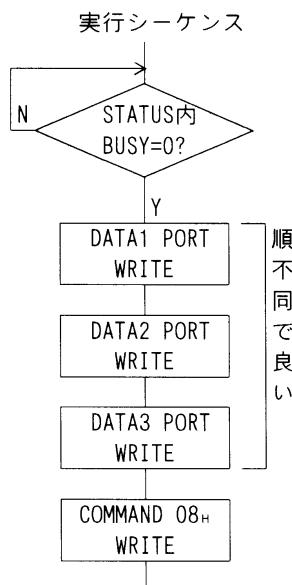 実行シーケンス
N
STATUS内
BUSY=0?
Y
DATA1 PORT
WRITE
DATA2 PORT
WRITE
DATA3 PORT
WRITE
順不同で良い
COMMAND 08H
WRITE